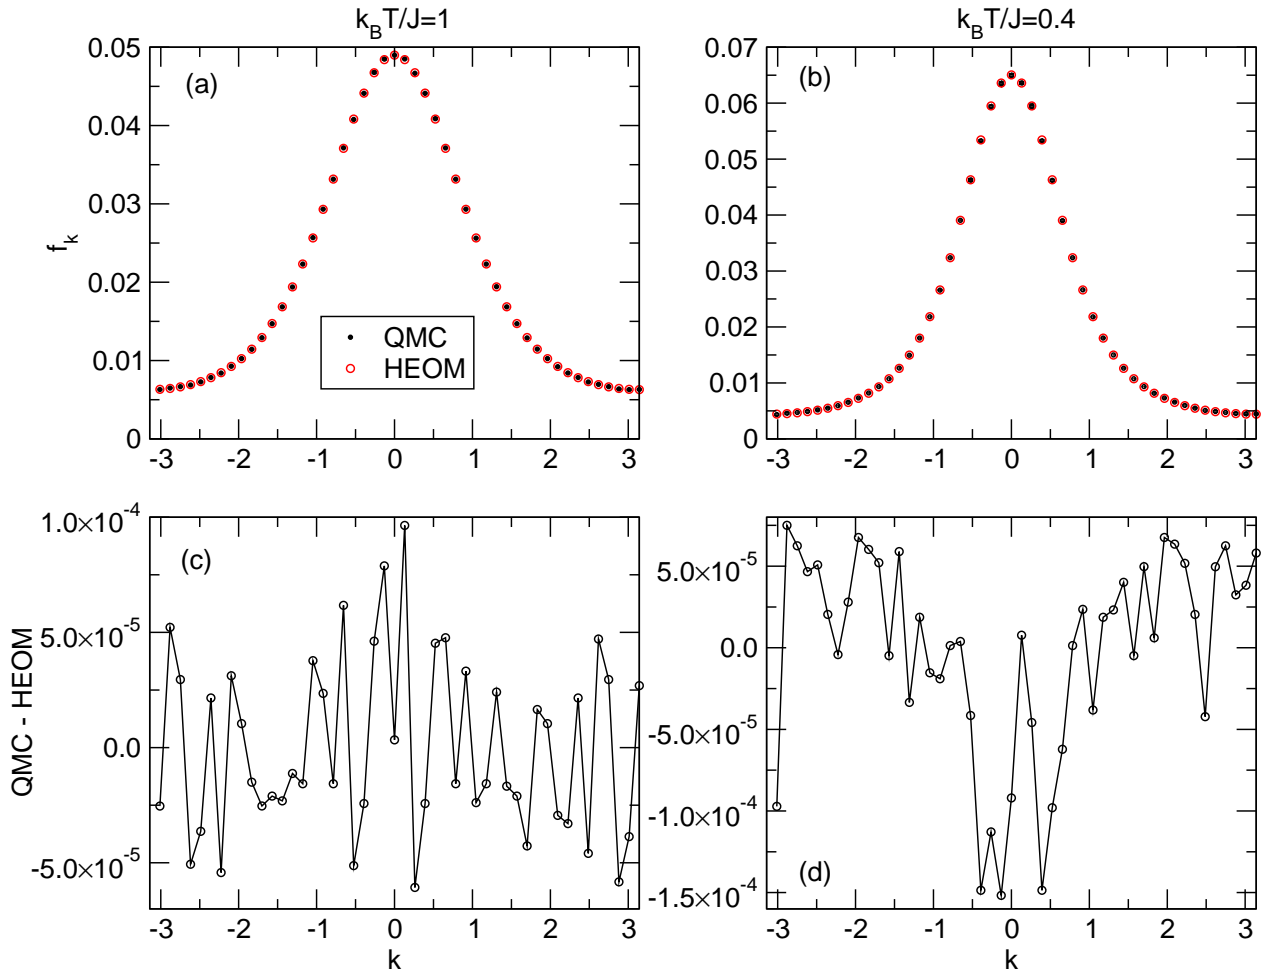 k_BT/J=1
k_BT/J=0.4
(a)
0.05
0.04
0.03
0.02
0.01
0
f_k
QMC
HEOM
-3 -2 -1 0 1 2 3
(b)
0.07
0.06
0.05
0.04
0.03
0.02
0.01
0
-3 -2 -1 0 1 2 3
(c)
1.0×10^-4
5.0×10^-5
0.0
-5.0×10^-5
QMC - HEOM
-3 -2 -1 0 1 2 3
k
(d)
5.0×10^-5
0.0
-5.0×10^-5
-1.0×10^-4
-1.5×10^-4
-3 -2 -1 0 1 2 3
k